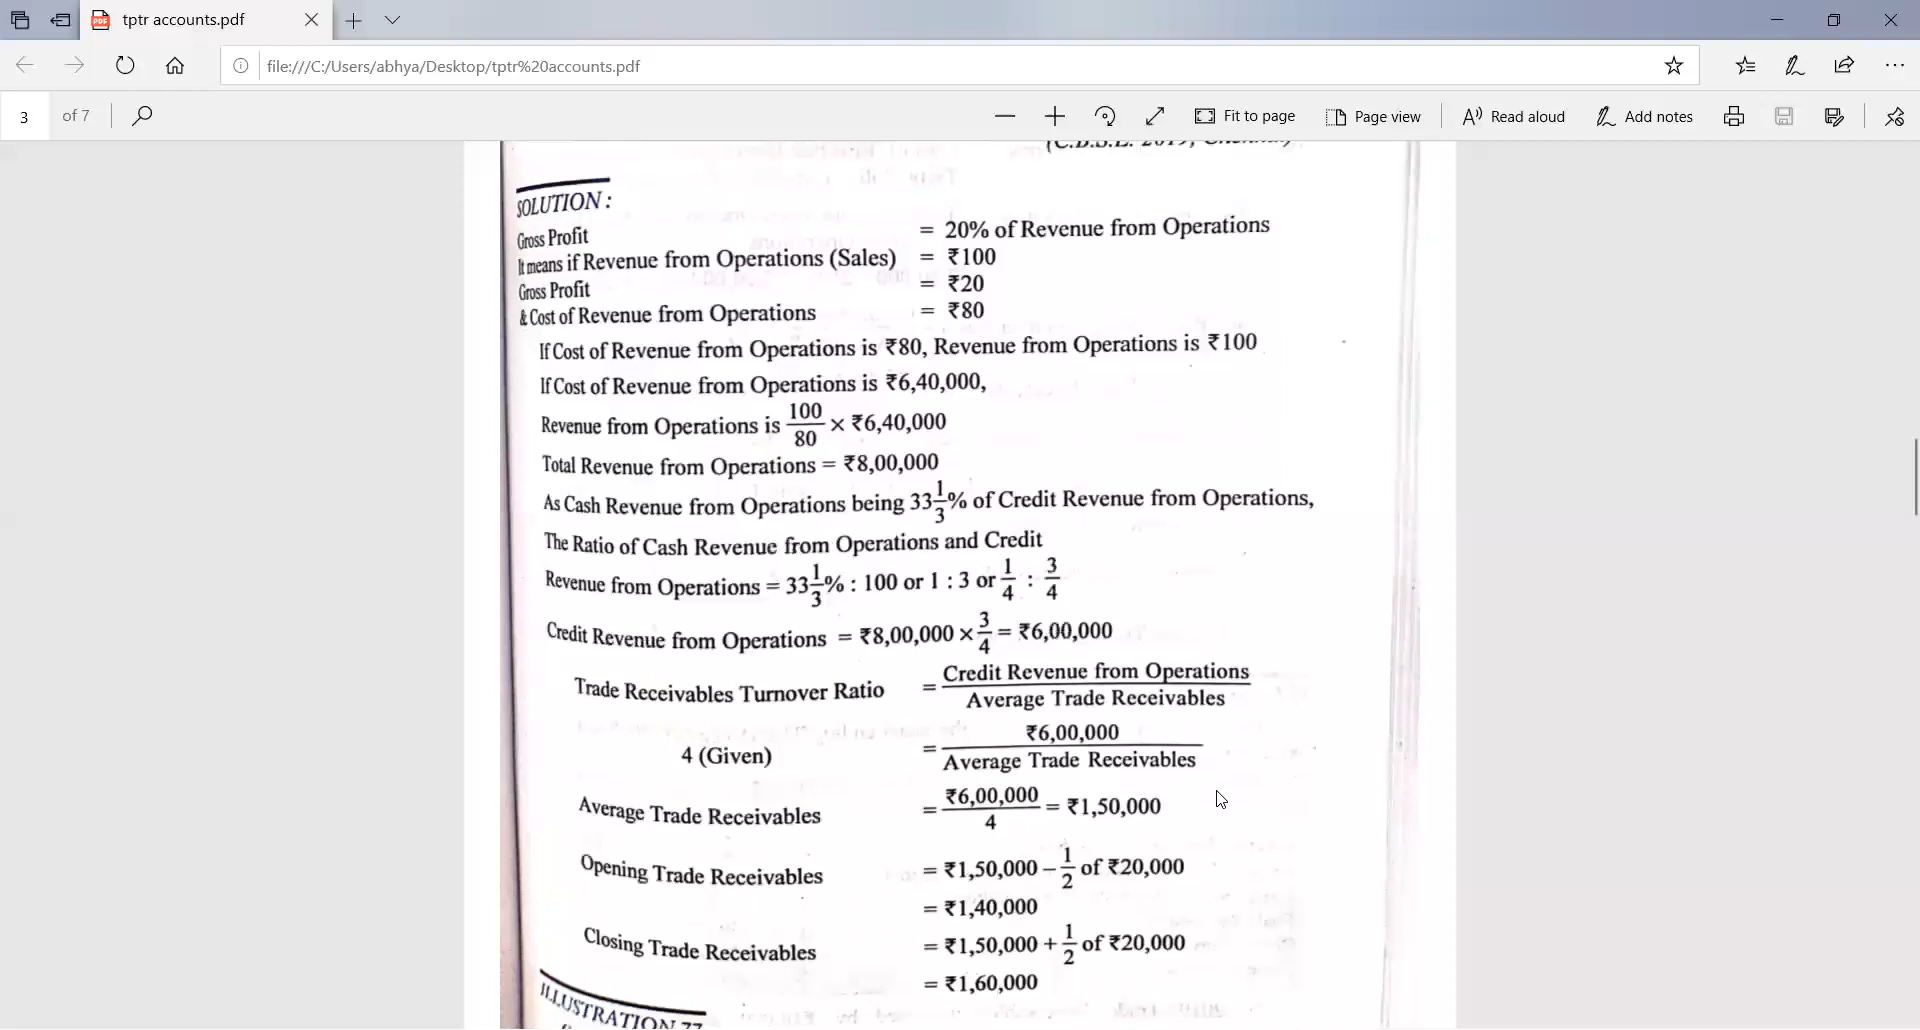 tptr accounts.pdf
file:///C:/Users/abhya/Desktop/tptr%20accounts.pdf
3 of 7
Fit to page
Page view
Read aloud
Add notes
SOLUTION :
Gross Profit = 20% of Revenue from Operations
It means if Revenue from Operations (Sales) = ₹100
Gross Profit = ₹20
& Cost of Revenue from Operations = ₹80
If Cost of Revenue from Operations is ₹80, Revenue from Operations is ₹100
If Cost of Revenue from Operations is ₹6,40,000,
Revenue from Operations is 100/80 × ₹6,40,000
Total Revenue from Operations = ₹8,00,000
As Cash Revenue from Operations being 33 1/3% of Credit Revenue from Operations,
The Ratio of Cash Revenue from Operations and Credit
Revenue from Operations = 33 1/3% : 100 or 1 : 3 or 1/4 : 3/4
Credit Revenue from Operations = ₹8,00,000 × 3/4 = ₹6,00,000
Trade Receivables Turnover Ratio = Credit Revenue from Operations / Average Trade Receivables
4 (Given) = ₹6,00,000 / Average Trade Receivables
Average Trade Receivables = ₹6,00,000 / 4 = ₹1,50,000
Opening Trade Receivables = ₹1,50,000 – 1/2 of ₹20,000
= ₹1,40,000
Closing Trade Receivables = ₹1,50,000 + 1/2 of ₹20,000
= ₹1,60,000
ILLUSTRATION 77